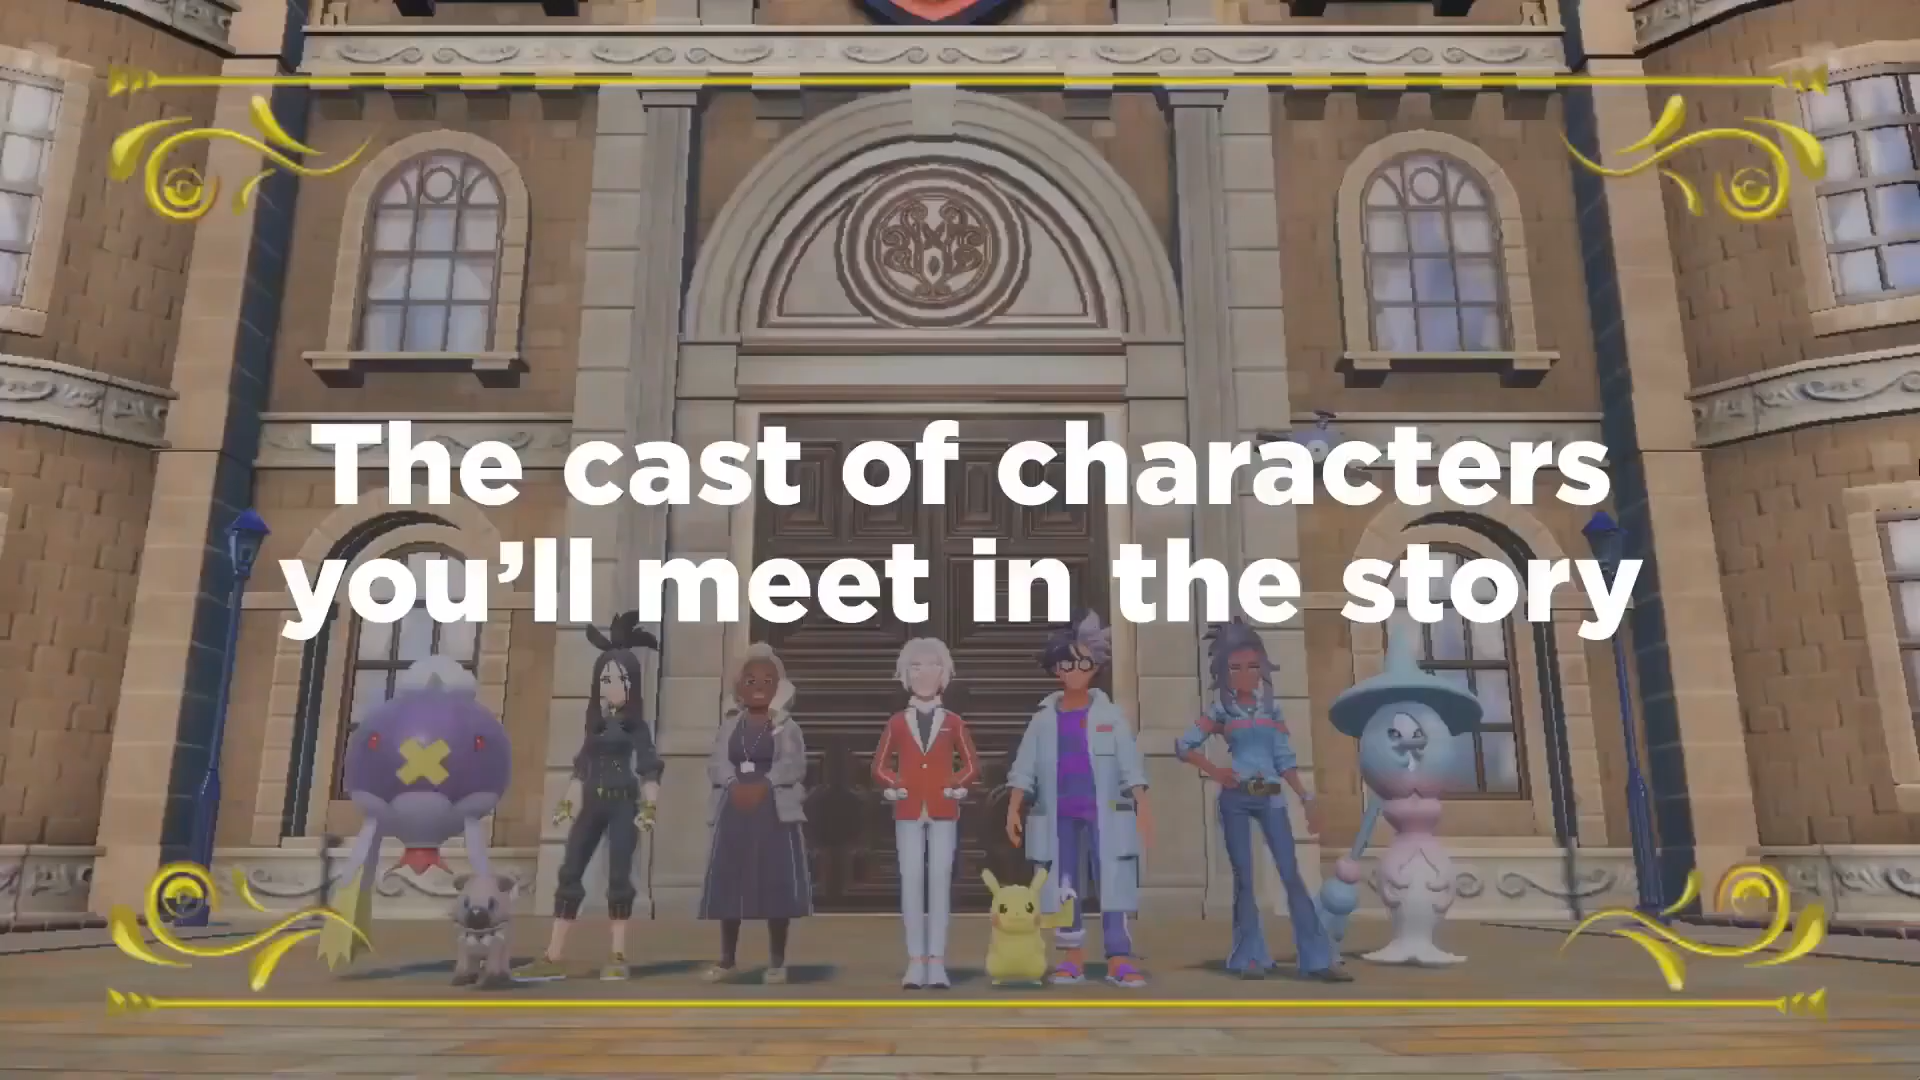 The cast of characters
you’ll meet in the story